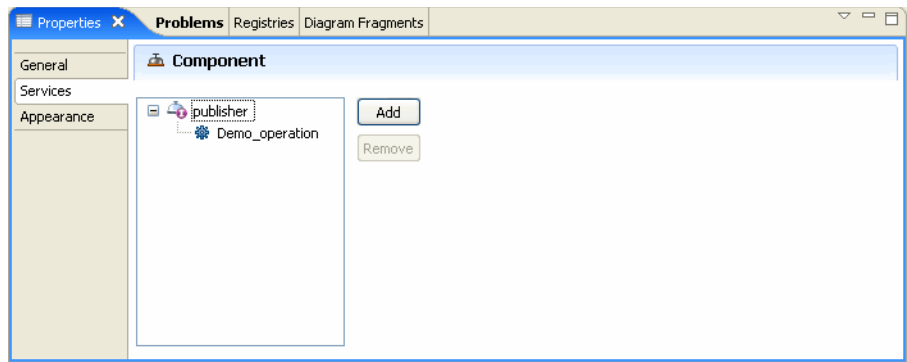 Properties Problems Registries Diagram Fragments
General
Services
Appearance
Component
publisher
Demo_operation
Add
Remove